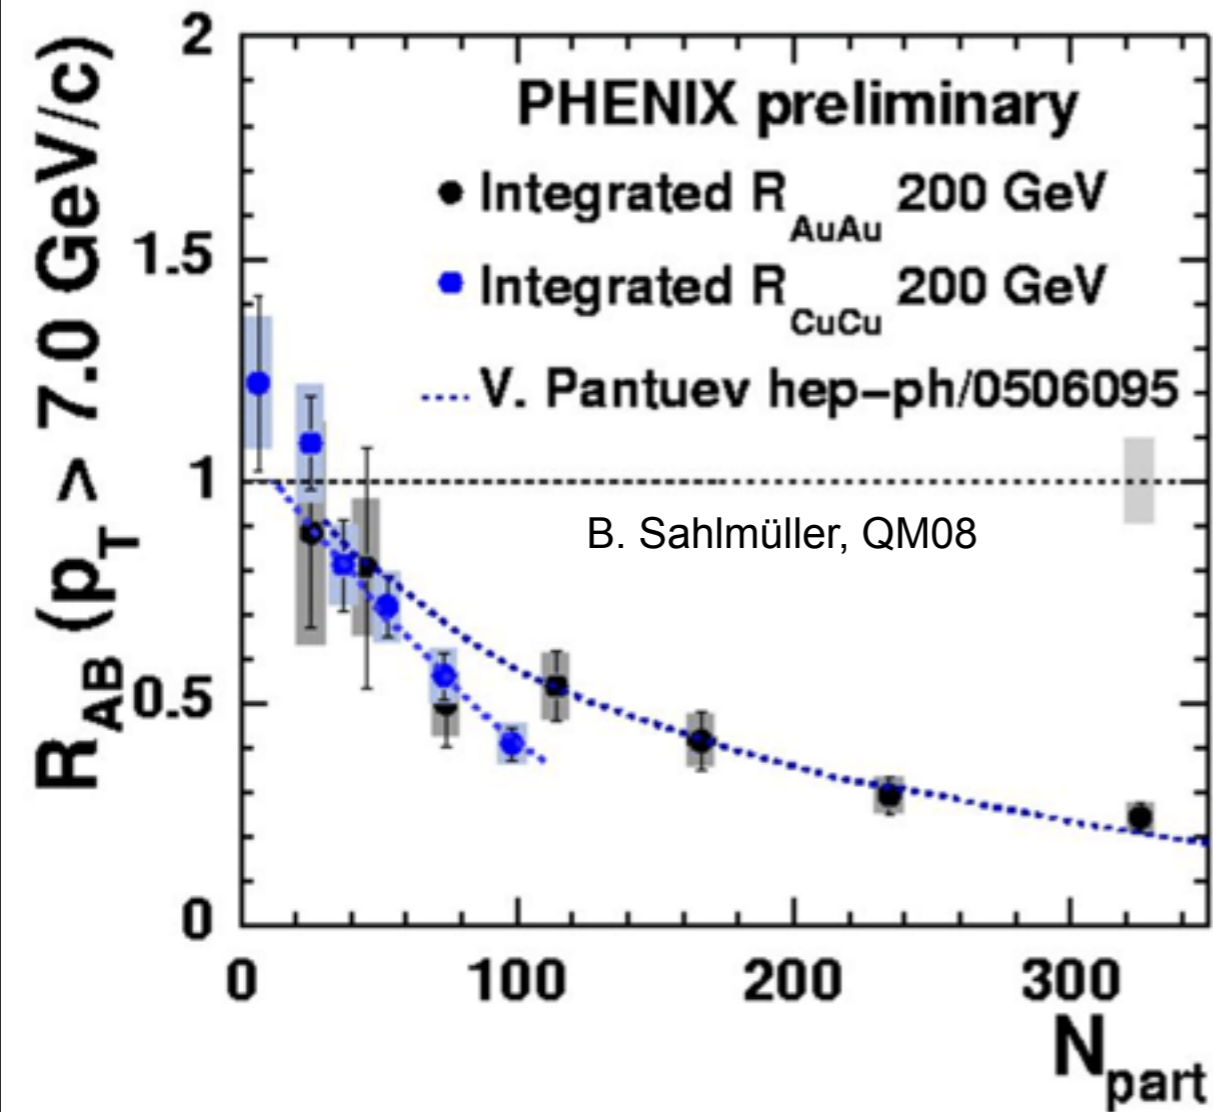 R_AB (p_T > 7.0 GeV/c)
2
1.5
1
0.5
0
PHENIX preliminary
Integrated R_AuAu 200 GeV
Integrated R_CuCu 200 GeV
V. Pantuev hep-ph/0506095
B. Sahlmüller, QM08
0 100 200 300
N_part